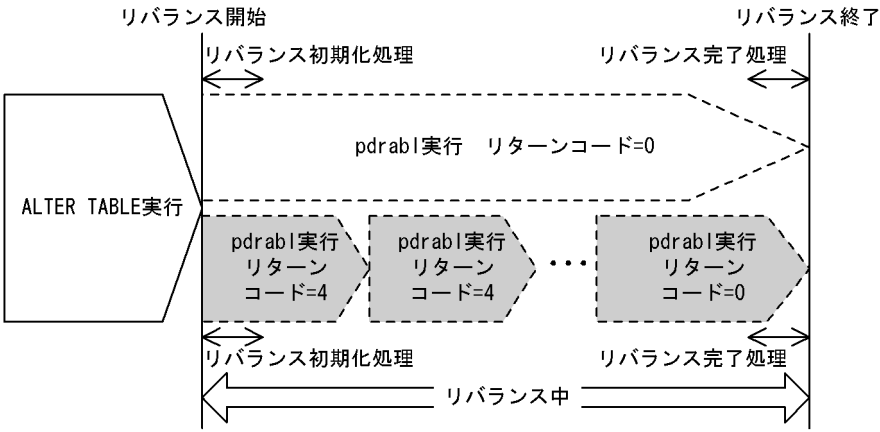 リバランス開始
リバランス終了
リバランス初期化処理
リバランス完了処理
pdrabl実行 リターンコード=0
ALTER TABLE実行
pdrabl実行
リターン
コード=4
pdrabl実行
リターン
コード=4
･･･
pdrabl実行
リターン
コード=0
リバランス初期化処理
リバランス完了処理
リバランス中